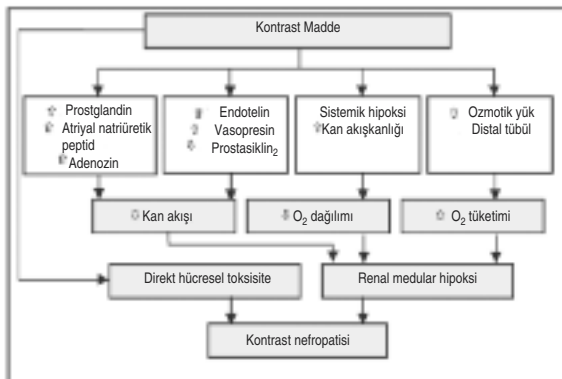 Kontrast Madde
Prostglandin
Atriyal natriüretik
peptid
Adenozin
Endotelin
Vasopresin
Prostasiklin₂
Sistemik hipoksi
Kan akışkanlığı
Ozmotik yük
Distal tübül
Kan akışı
O₂ dağılımı
O₂ tüketimi
Direkt hücresel toksisite
Renal medular hipoksi
Kontrast nefropatisi